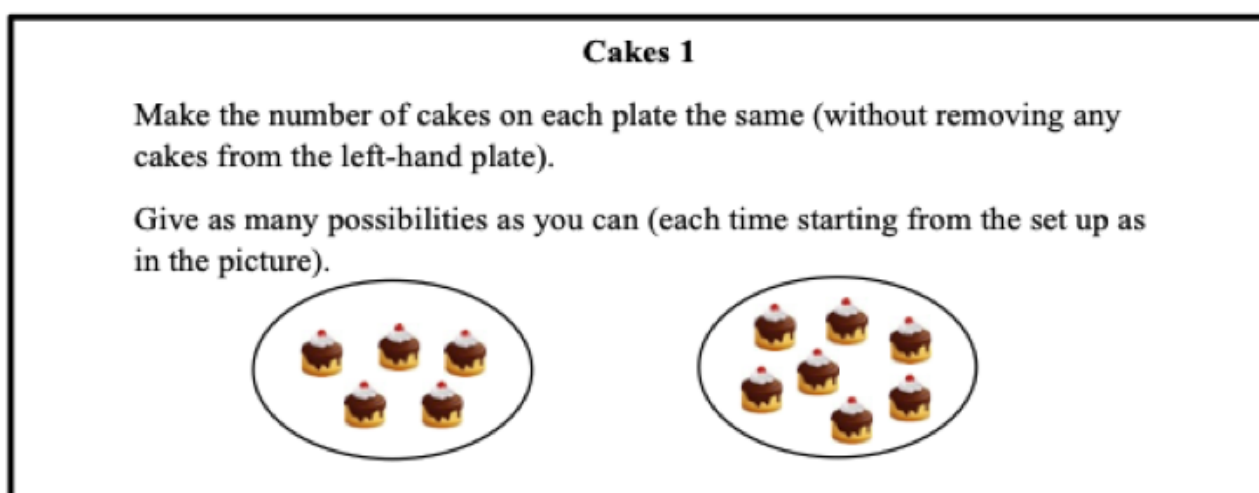 Cakes 1
Make the number of cakes on each plate the same (without removing any
cakes from the left-hand plate).
Give as many possibilities as you can (each time starting from the set up as
in the picture).